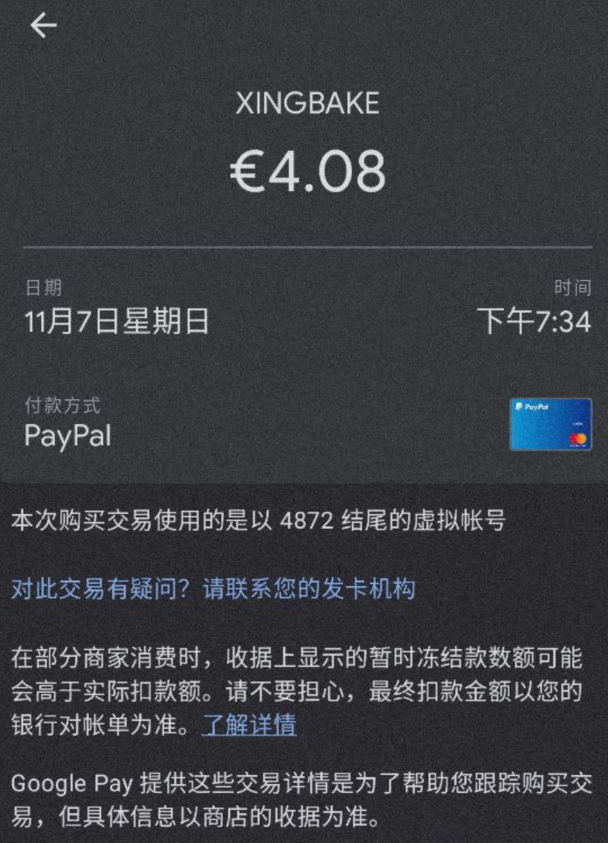 XINGBAKE
€4.08
日期
时间
11月7日星期日
下午7:34
付款方式
PayPal
PayPal
本次购买交易使用的是以 4872 结尾的虚拟帐号
对此交易有疑问？请联系您的发卡机构
在部分商家消费时，收据上显示的暂时冻结款数额可能
会高于实际扣款额。请不要担心，最终扣款金额以您的
银行对帐单为准。了解详情
Google Pay 提供这些交易详情是为了帮助您跟踪购买交
易，但具体信息以商店的收据为准。